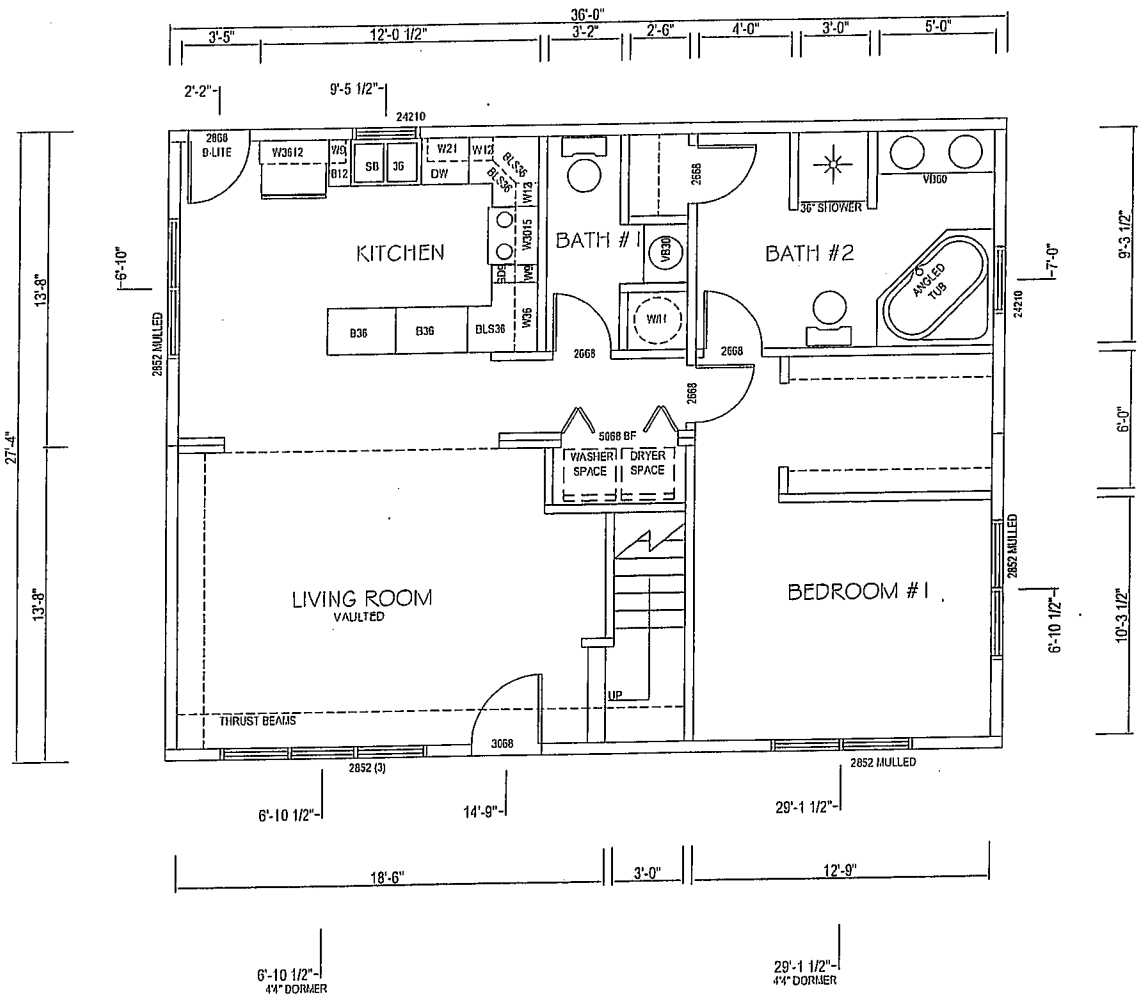 36'-0"
3'-5"
12'-0 1/2"
3'-2"
2'-6"
4'-0"
3'-0"
5'-0"
2'-2"
9'-5 1/2"
24210
2868
B-LITE
W3612
W9
B12
SB
36
W21
DW
W12
BLS36
BLS36
W12
W3015
W9
W36
B36
B36
BLS36
KITCHEN
BATH #1
VB30
W/H
2668
2668
36" SHOWER
VB60
BATH #2
ANGLED
TUB
2668
2668
24210
7'-0"
9'-3 1/2"
6'-10"
13'-8"
2852 MULLED
27'-4"
13'-8"
6'-0"
5068 BF
WASHER
SPACE
DRYER
SPACE
LIVING ROOM
VAULTED
BEDROOM #1
2852 MULLED
6'-10 1/2"
10'-3 1/2"
UP
THRUST BEAMS
3068
2852 (3)
2852 MULLED
6'-10 1/2"
14'-9"
29'-1 1/2"
18'-6"
3'-0"
12'-9"
6'-10 1/2"
4'4" DORMER
29'-1 1/2"
4'4" DORMER